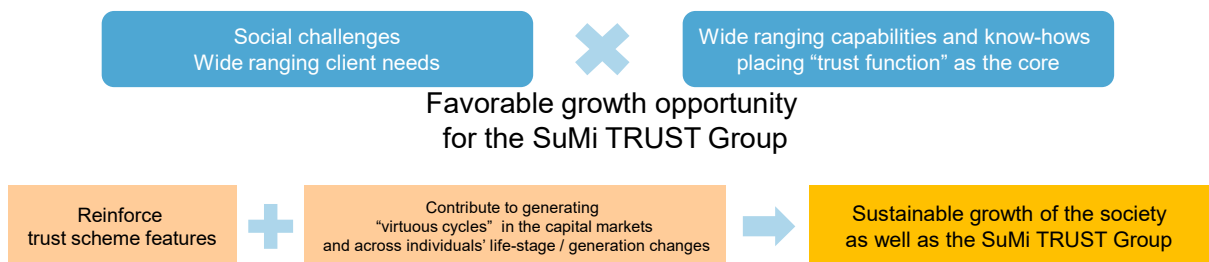 Social challenges
Wide ranging client needs
Wide ranging capabilities and know-hows
placing “trust function” as the core
Favorable growth opportunity
for the SuMi TRUST Group
Reinforce
trust scheme features
Contribute to generating
“virtuous cycles” in the capital markets
and across individuals’ life-stage / generation changes
Sustainable growth of the society
as well as the SuMi TRUST Group